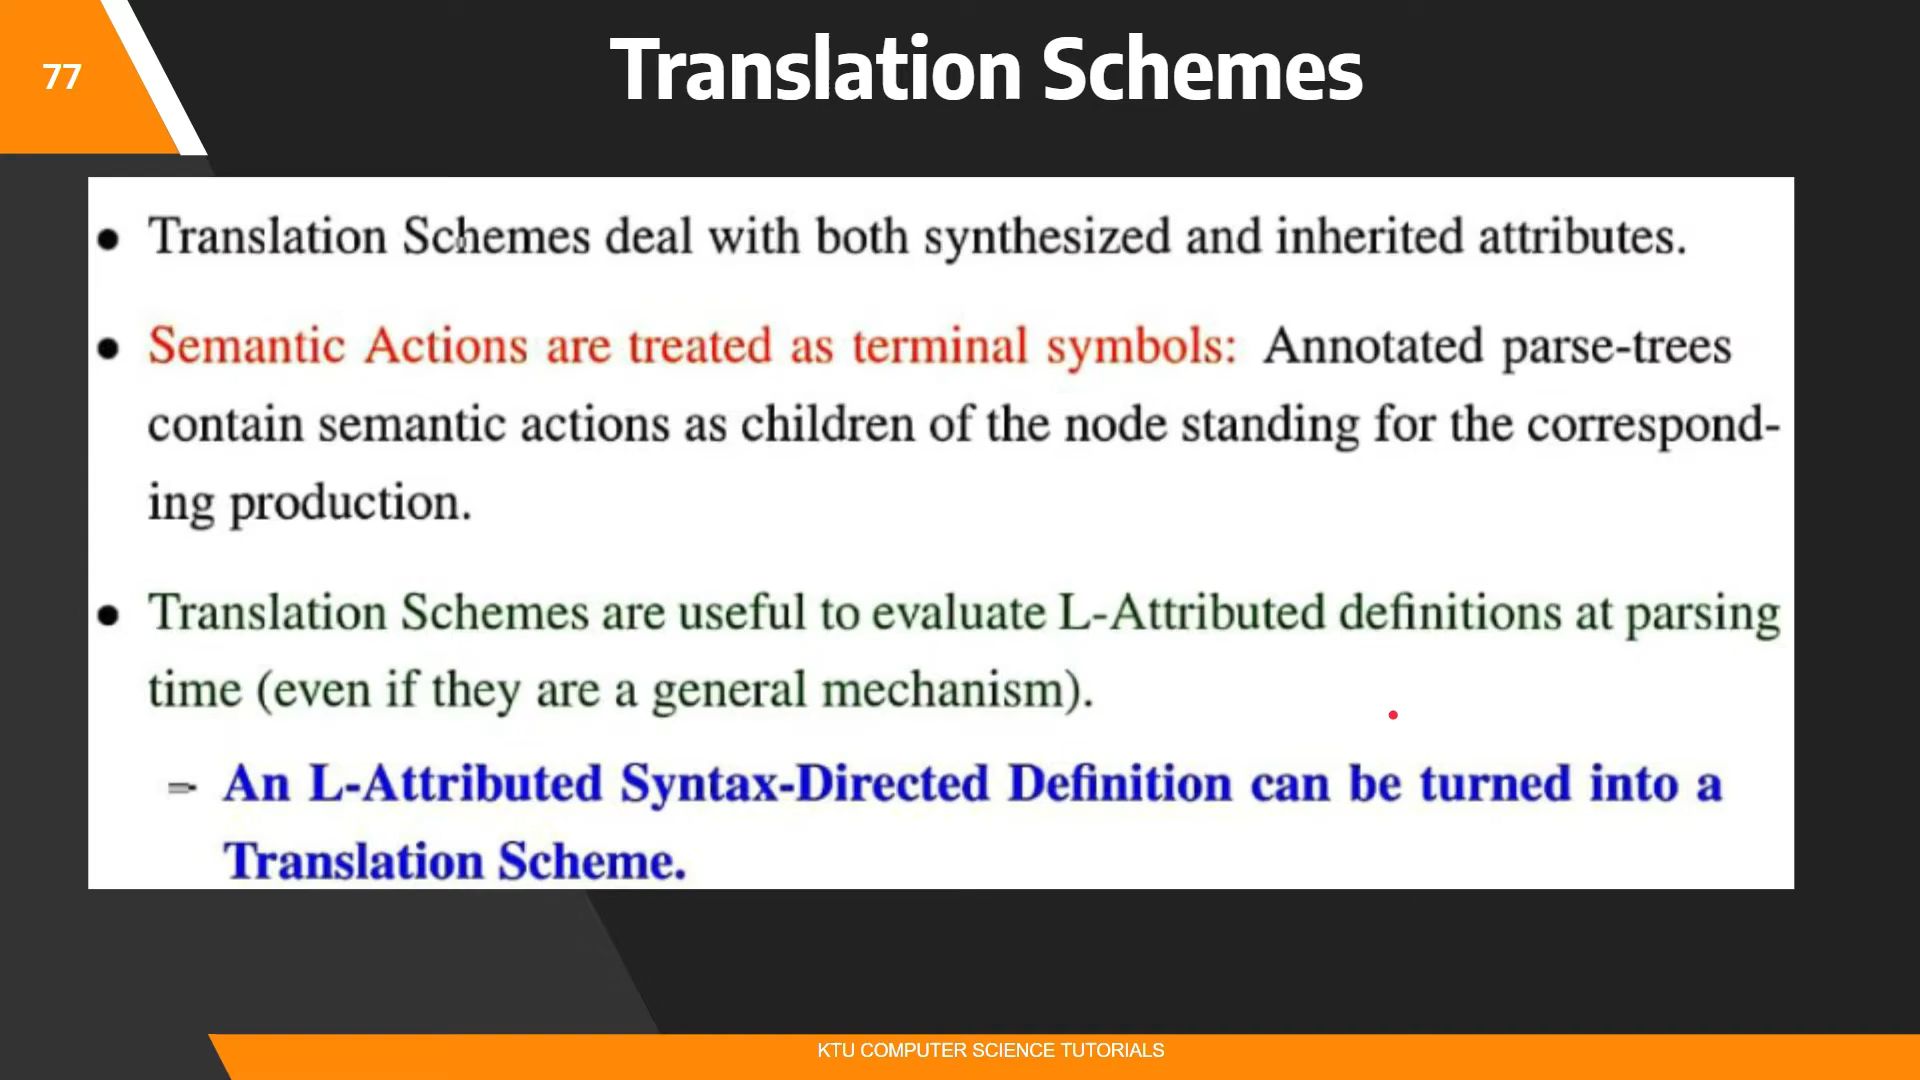 77
Translation Schemes
● Translation Schemes deal with both synthesized and inherited attributes.
● Semantic Actions are treated as terminal symbols: Annotated parse-trees
contain semantic actions as children of the node standing for the correspond-
ing production.
● Translation Schemes are useful to evaluate L-Attributed definitions at parsing
time (even if they are a general mechanism).
– An L-Attributed Syntax-Directed Definition can be turned into a
Translation Scheme.
KTU COMPUTER SCIENCE TUTORIALS